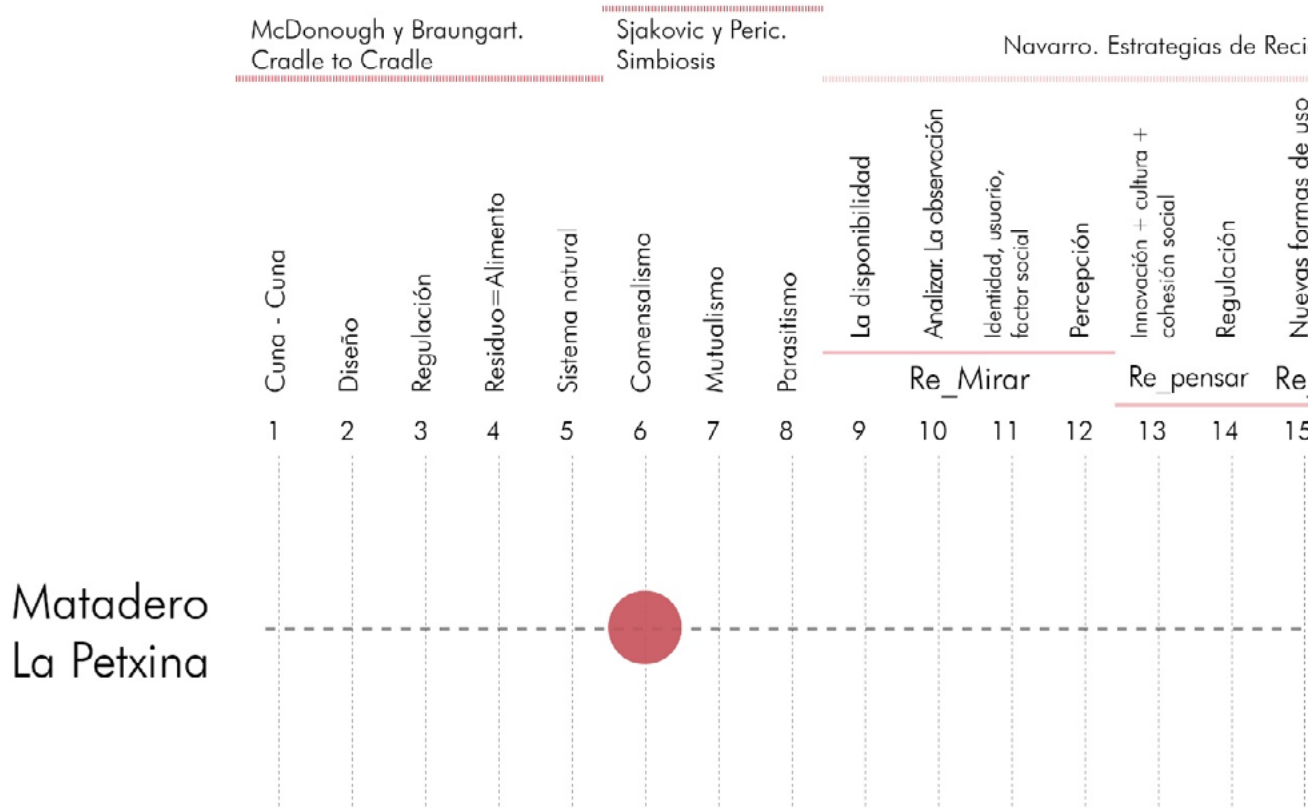 McDonough y Braungart.
Cradle to Cradle
Sjakovic y Peric.
Simbiosis
Navarro. Estrategias de
Cuna - Cuna
Diseño
Regulación
Residuo=Alimento
Sistema natural
Comensalismo
Mutualismo
Parasitismo
La disponibilidad
Analizar. La observación
Identidad, usuario,
factor social
Percepción
Innovación + cultura +
cohesión social
Regulación
Nuevas formas de uso
Re_Mirar
Re_pensar
Re_
1 2 3 4 5 6 7 8 9 10 11 12 13 14 15
Matadero
La Petxina